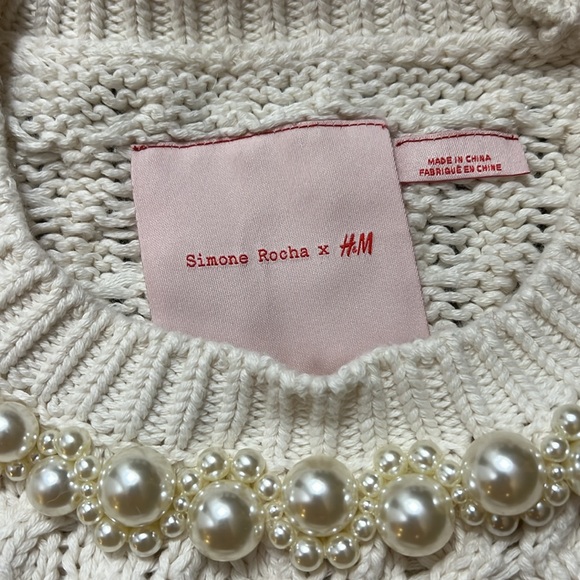 Simone Rocha x H&M
MADE IN CHINA
FABRIQUÉ EN CHINE